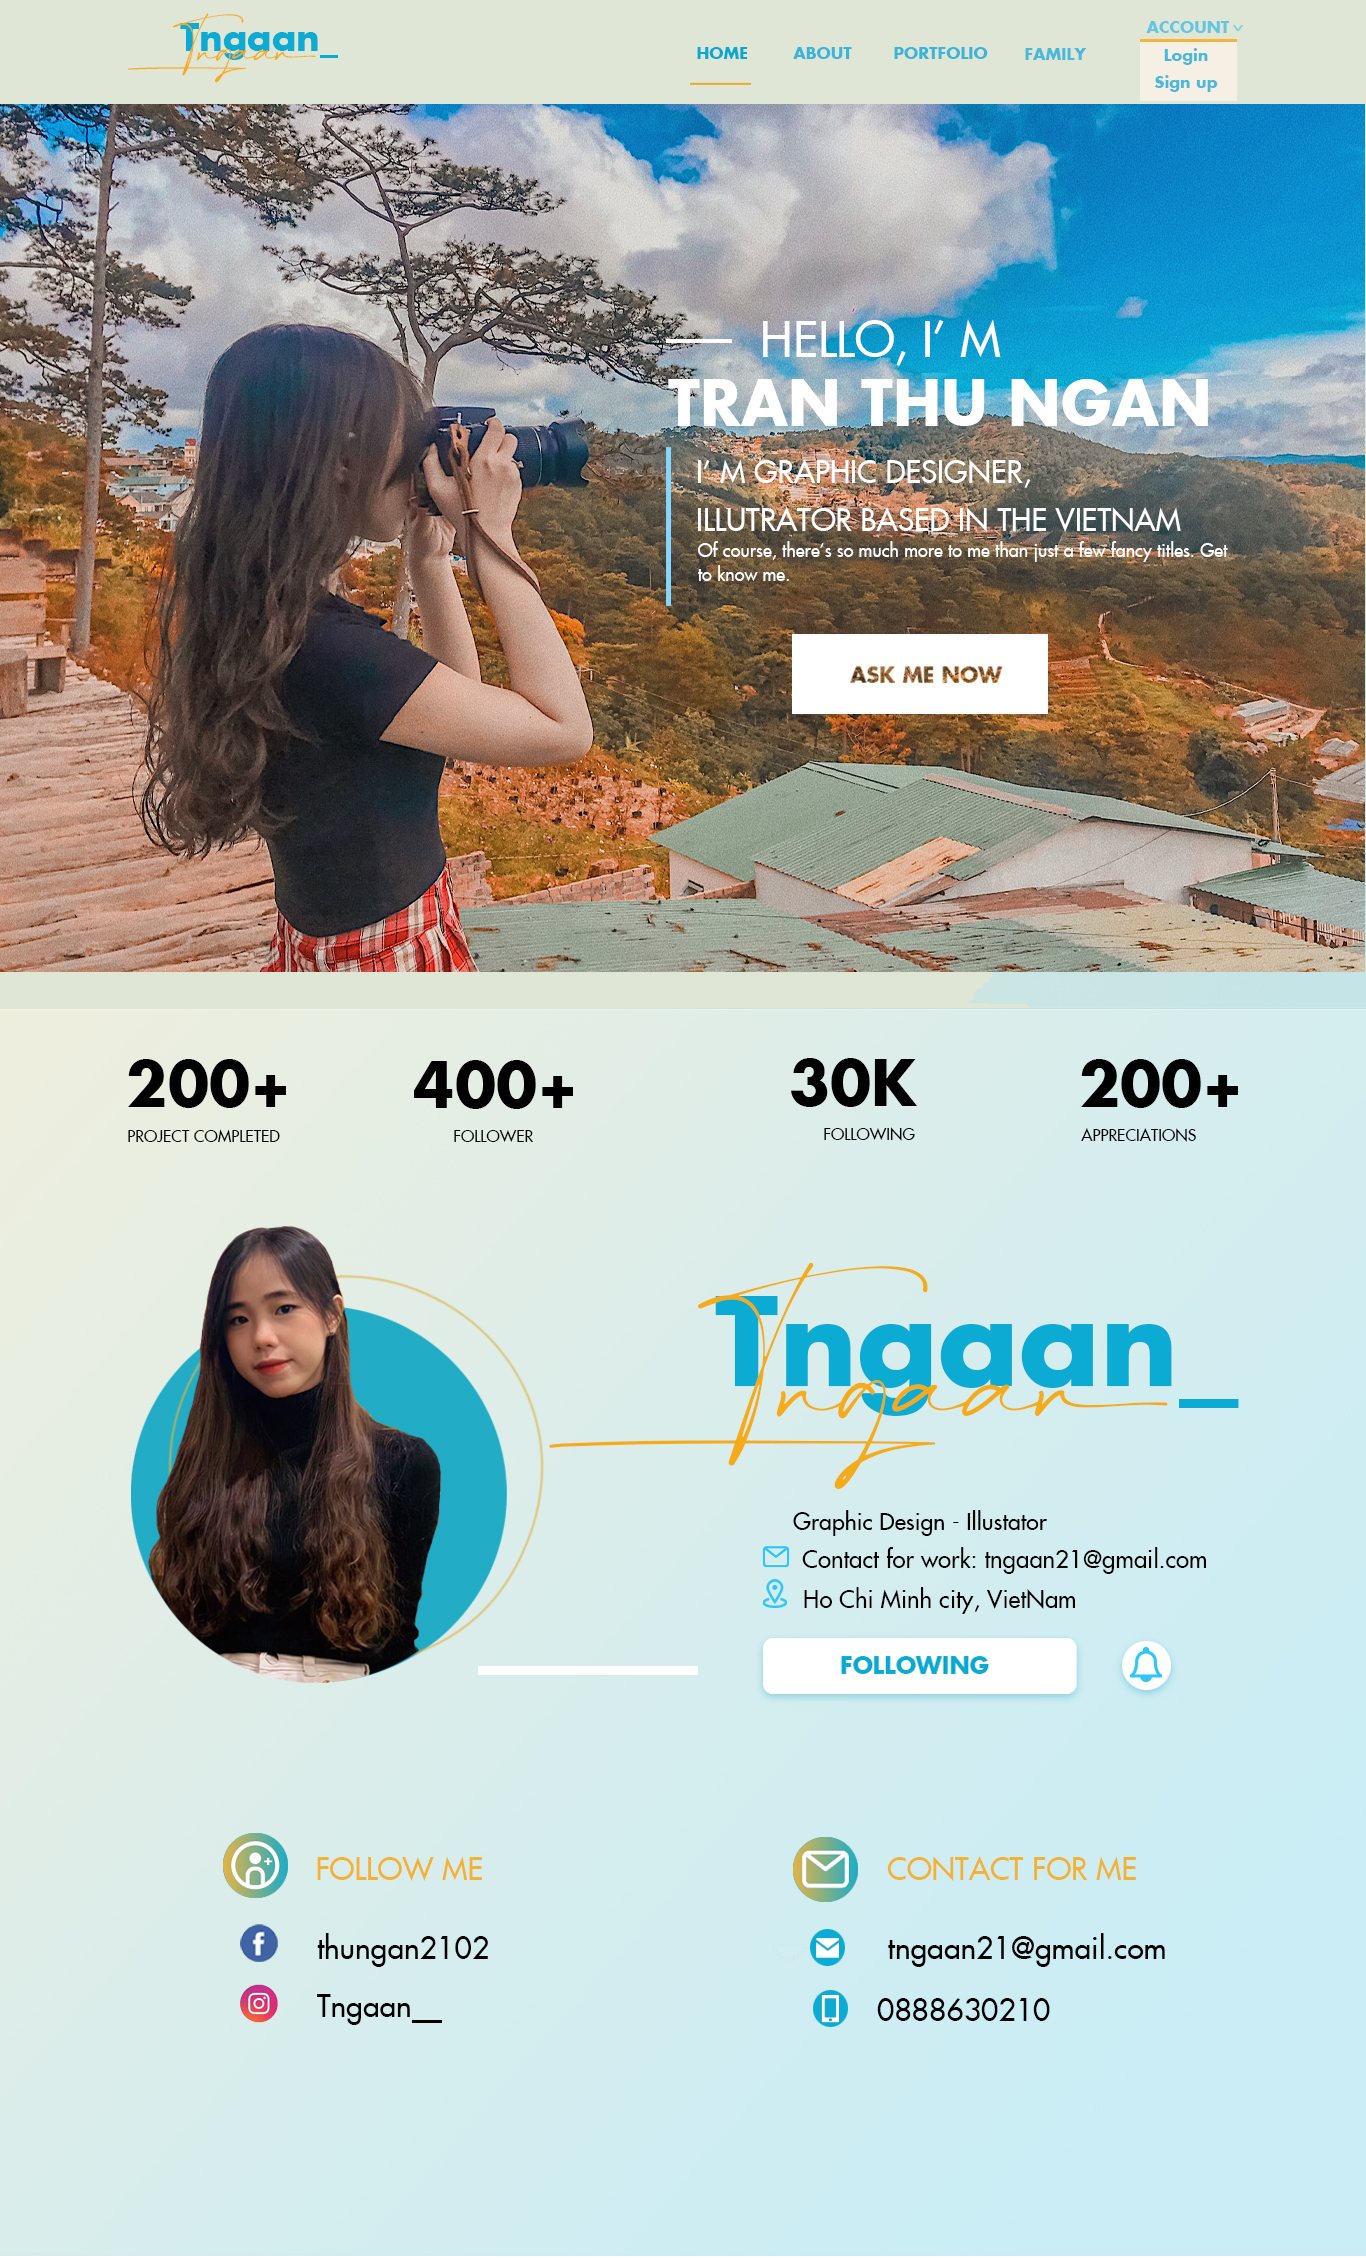 Tngaan_
Tngaan
HOME
ABOUT
PORTFOLIO
FAMILY
ACCOUNT
Login
Sign up
HELLO, I' M
TRAN THU NGAN
I' M GRAPHIC DESIGNER,
ILLUTRATOR BASED IN THE VIETNAM
Of course, there's so much more to me than just a few fancy titles. Get
to know me.
ASK ME NOW
200+
PROJECT COMPLETED
400+
FOLLOWER
30K
FOLLOWING
200+
APPRECIATIONS
Tngaan_
Tngaan
Graphic Design - Illustator
Contact for work: tngaan21@gmail.com
Ho Chi Minh city, VietNam
FOLLOWING
FOLLOW ME
thungan2102
Tngaan__
CONTACT FOR ME
tngaan21@gmail.com
0888630210